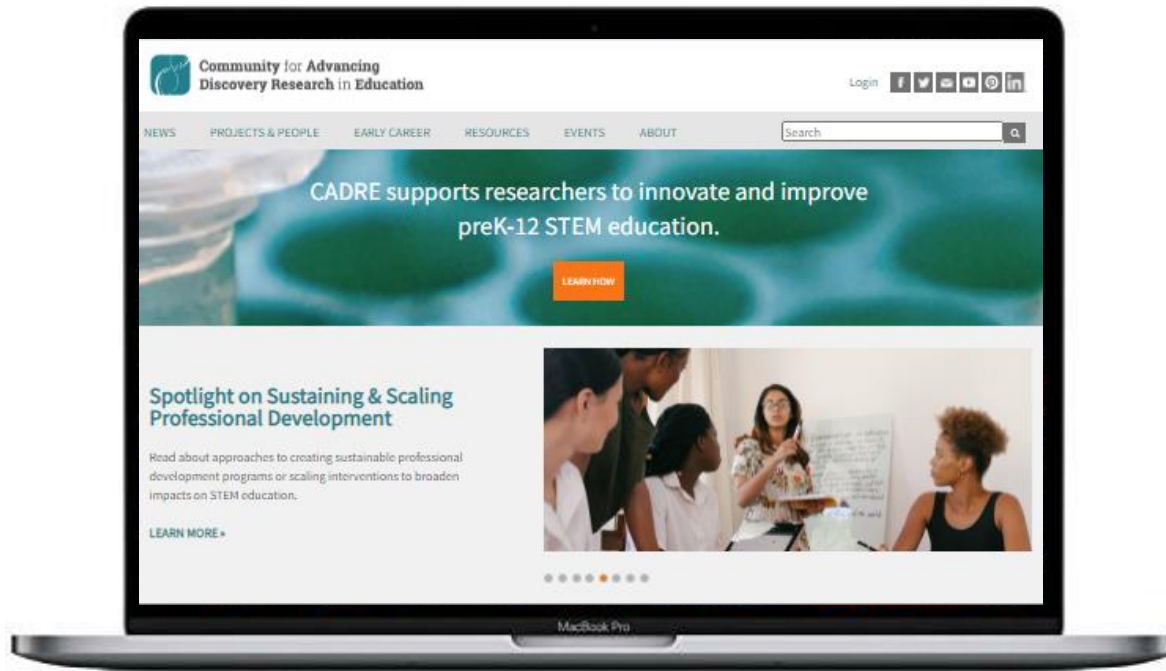 Community for Advancing
Discovery Research in Education
Login
NEWS PROJECTS & PEOPLE EARLY CAREER RESOURCES EVENTS ABOUT Search
CADRE supports researchers to innovate and improve
preK-12 STEM education.
LEARN HOW
Spotlight on Sustaining & Scaling
Professional Development
Read about approaches to creating sustainable professional
development programs or scaling interventions to broaden
impacts on STEM education.
LEARN MORE »
MacBook Pro